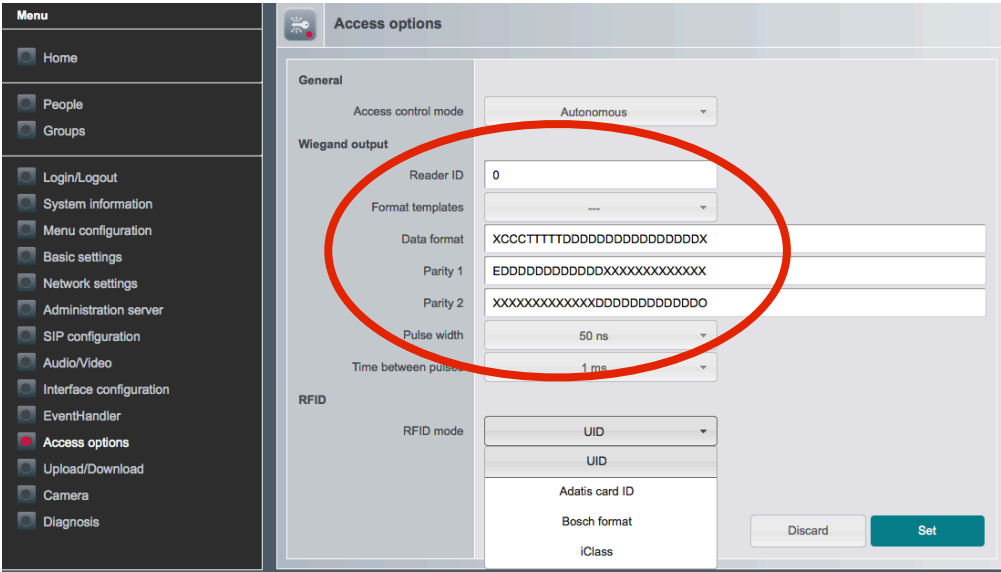 Menu
Home
People
Groups
Login/Logout
System information
Menu configuration
Basic settings
Network settings
Administration server
SIP configuration
Audio/Video
Interface configuration
EventHandler
Access options
Upload/Download
Camera
Diagnosis
Access options
General
Access control mode Autonomous
Wiegand output
Reader ID 0
Format templates ---
Data format XCCCTTTTTDDDDDDDDDDDDDDDDX
Parity 1 EDDDDDDDDDDDDXXXXXXXXXXXXX
Parity 2 XXXXXXXXXXXXXDDDDDDDDDDDDO
Pulse width 50 ns
Time between pulses 1 ms
RFID
RFID mode UID
UID
Adatis card ID
Bosch format
iClass
Discard Set